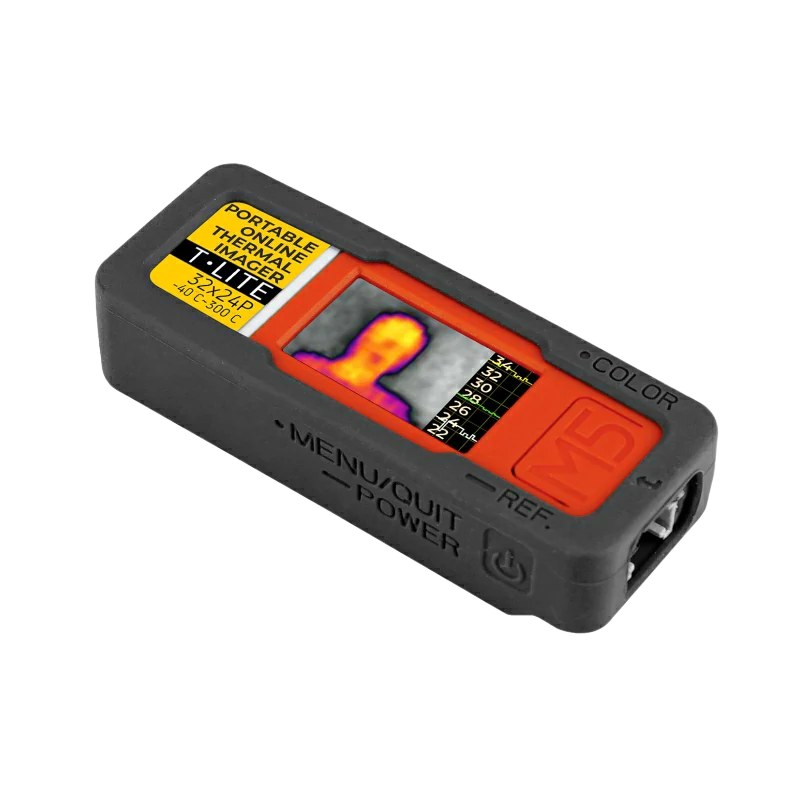 PORTABLE
ONLINE
THERMAL
IMAGER
T·LITE
32x24P
-40 C~300 C
34
32
30
28
26
24
22
•COLOR
M5
•MENU/QUIT
—POWER
—REF.